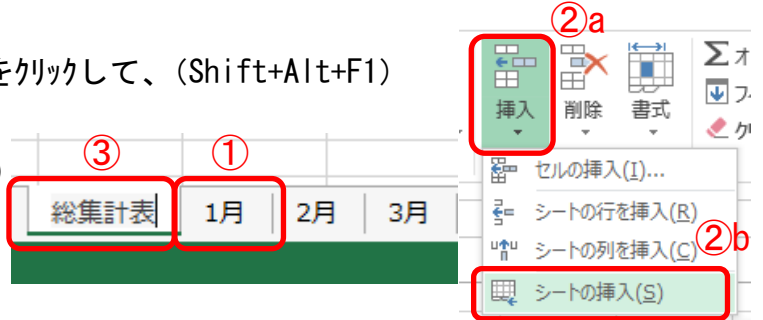 ②a
をｸﾘｯｸして、(Shift+Alt+F1)
挿入 削除 書式
③ ①
総集計表 1月 2月 3月
セルの挿入(I)...
シートの行を挿入(R)
シートの列を挿入(C)
②b
シートの挿入(S)